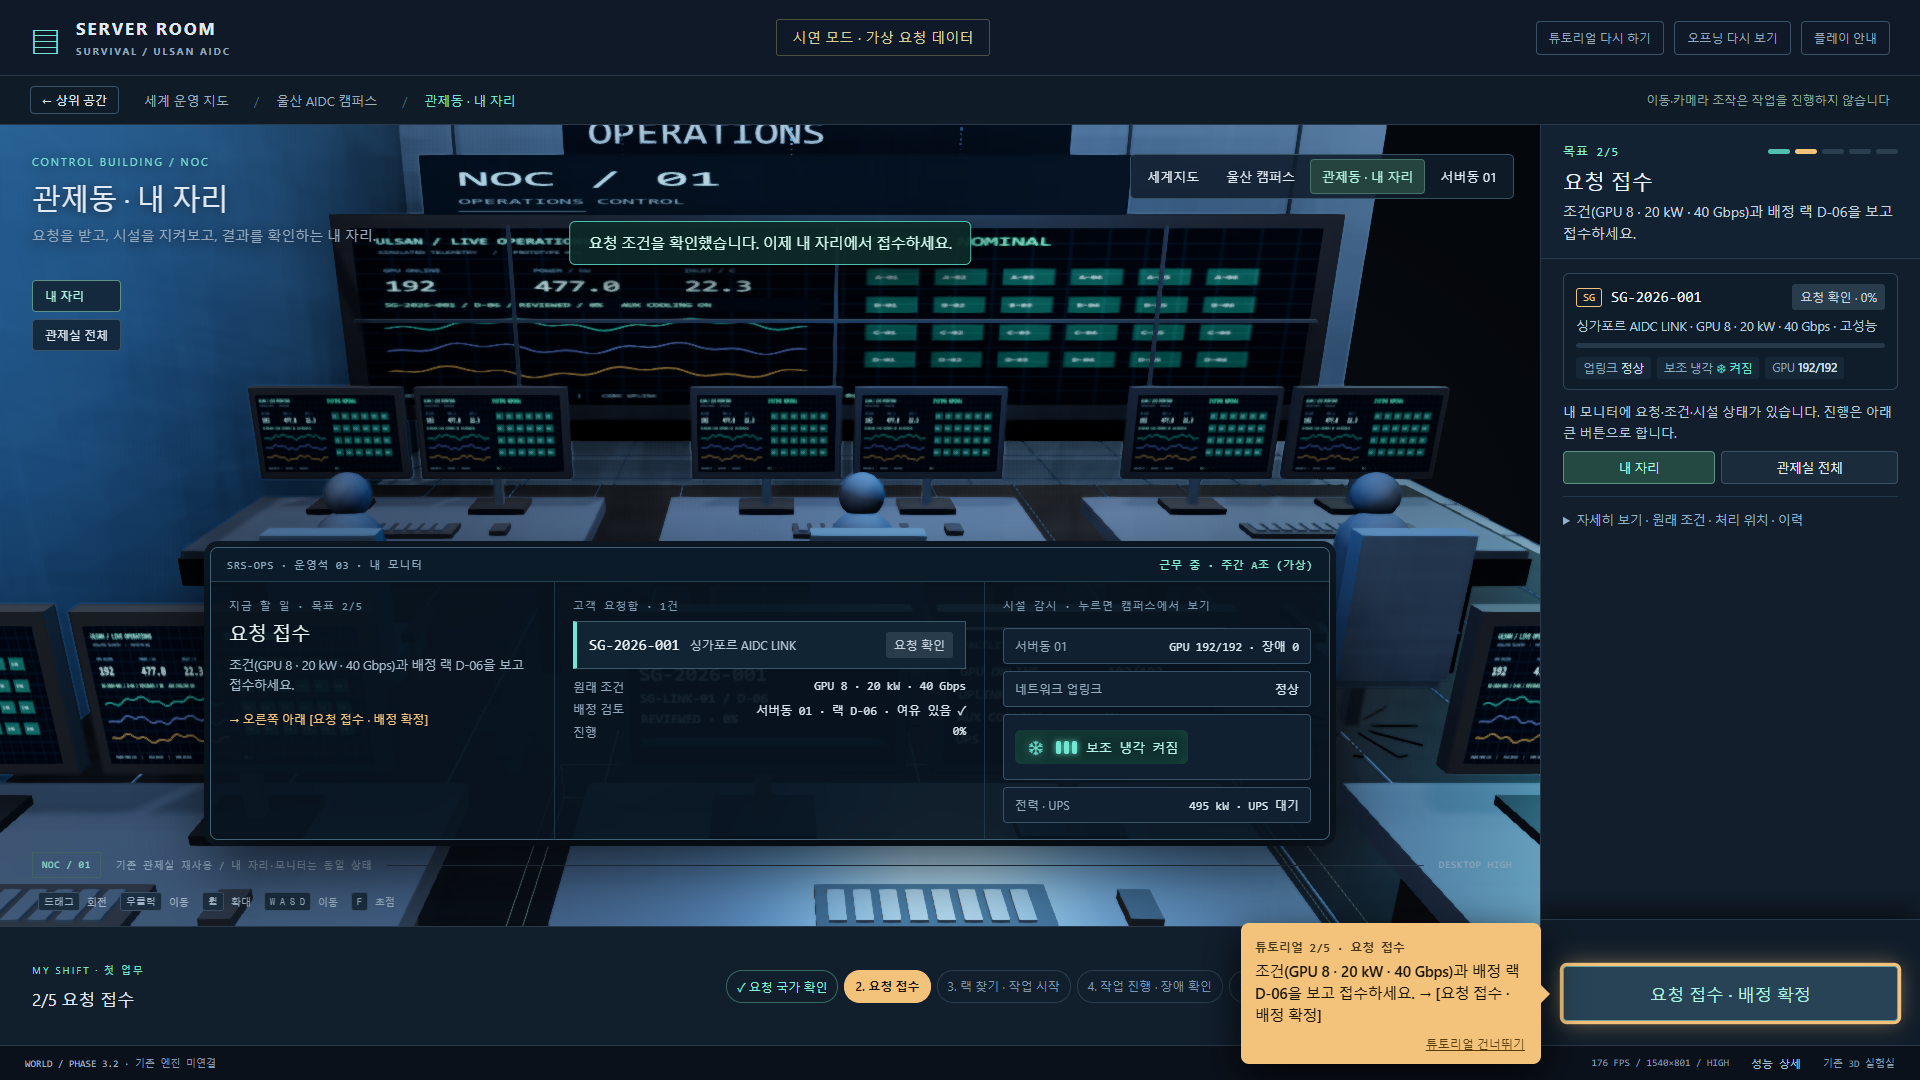 SERVER ROOM
SURVIVAL / ULSAN AIDC
시연 모드 · 가상 요청 데이터
튜토리얼 다시 하기
오프닝 다시 보기
플레이 안내
← 상위 공간
세계 운영 지도 / 울산 AIDC 캠퍼스 / 관제동 · 내 자리
이동·카메라 조작은 작업을 진행하지 않습니다
CONTROL BUILDING / NOC
관제동 · 내 자리
요청을 받고, 시설을 지켜보고, 결과를 확인하는 내 자리.
내 자리
관제실 전체
OPERATIONS
NOC / 01
OPERATIONS CONTROL
세계지도
울산 캠퍼스
관제동 · 내 자리
서버동 01
요청 조건을 확인했습니다. 이제 내 자리에서 접수하세요.
ULSAN / LIVE OPERATIO
NOMINAL
192
477.0
22.3
목표 2/5
요청 접수
조건(GPU 8 · 20 kW · 40 Gbps)과 배정 랙 D-06을 보고
접수하세요.
SG SG-2026-001 요청 확인 · 0%
싱가포르 AIDC LINK · GPU 8 · 20 kW · 40 Gbps · 고성능
업링크 정상
보조 냉각 ❄ 켜짐
GPU 192/192
내 모니터에 요청·조건·시설 상태가 있습니다. 진행은 아래
큰 버튼으로 합니다.
내 자리
관제실 전체
▶ 자세히 보기 · 원래 조건 · 처리 위치 · 이력
SRS-OPS · 운영석 03 · 내 모니터
근무 중 · 주간 A조 (가상)
지금 할 일 · 목표 2/5
요청 접수
조건(GPU 8 · 20 kW · 40 Gbps)과 배정 랙 D-06을 보고
접수하세요.
→ 오른쪽 아래 [요청 접수 · 배정 확정]
고객 요청함 · 1건
SG-2026-001 싱가포르 AIDC LINK 요청 확인
원래 조건 GPU 8 · 20 kW · 40 Gbps
배정 검토 서버동 01 · 랙 D-06 · 여유 있음 ✓
진행 0%
시설 감시 · 누르면 캠퍼스에서 보기
서버동 01 GPU 192/192 · 장애 0
네트워크 업링크 정상
❄ 보조 냉각 켜짐
전력 · UPS 495 kW · UPS 대기
NOC / 01 기존 관제실 재사용 / 내 자리·모니터는 동일 상태
DESKTOP HIGH
드래그 회전 우클릭 이동 휠 확대 W A S D 이동 F 초점
MY SHIFT · 첫 업무
2/5 요청 접수
✓ 요청 국가 확인
2. 요청 접수
3. 랙 찾기 · 작업 시작
4. 작업 진행 · 장애 확인
튜토리얼 2/5 · 요청 접수
조건(GPU 8 · 20 kW · 40 Gbps)과 배정 랙
D-06을 보고 접수하세요. → [요청 접수 ·
배정 확정]
튜토리얼 건너뛰기
요청 접수 · 배정 확정
WORLD / PHASE 3.2 · 기존 엔진 미연결
176 FPS / 1540×801 / HIGH
성능 상세
기존 3D 실험실